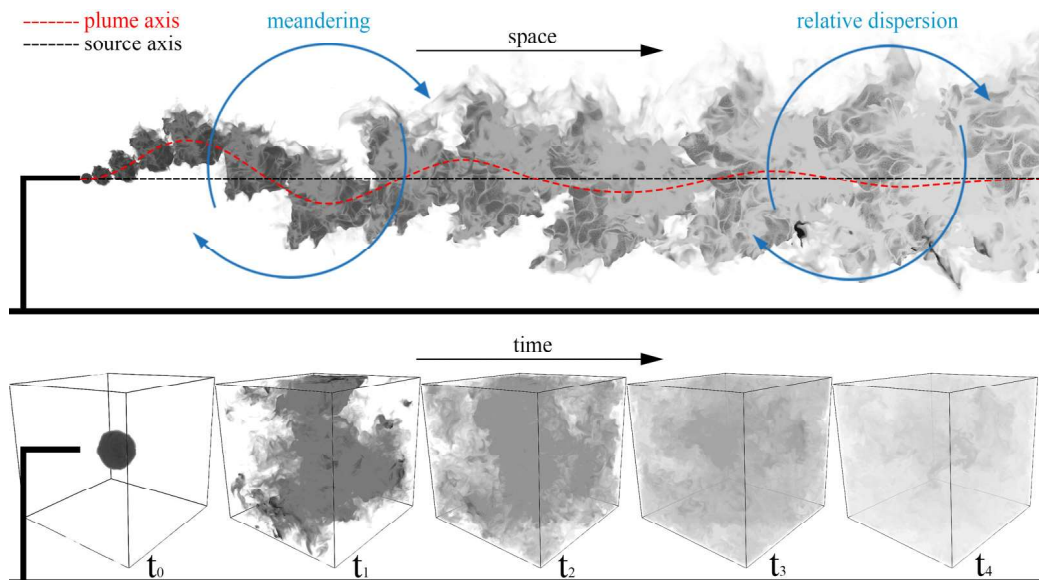 plume axis
source axis
meandering
space
relative dispersion
time
t₀
t₁
t₂
t₃
t₄